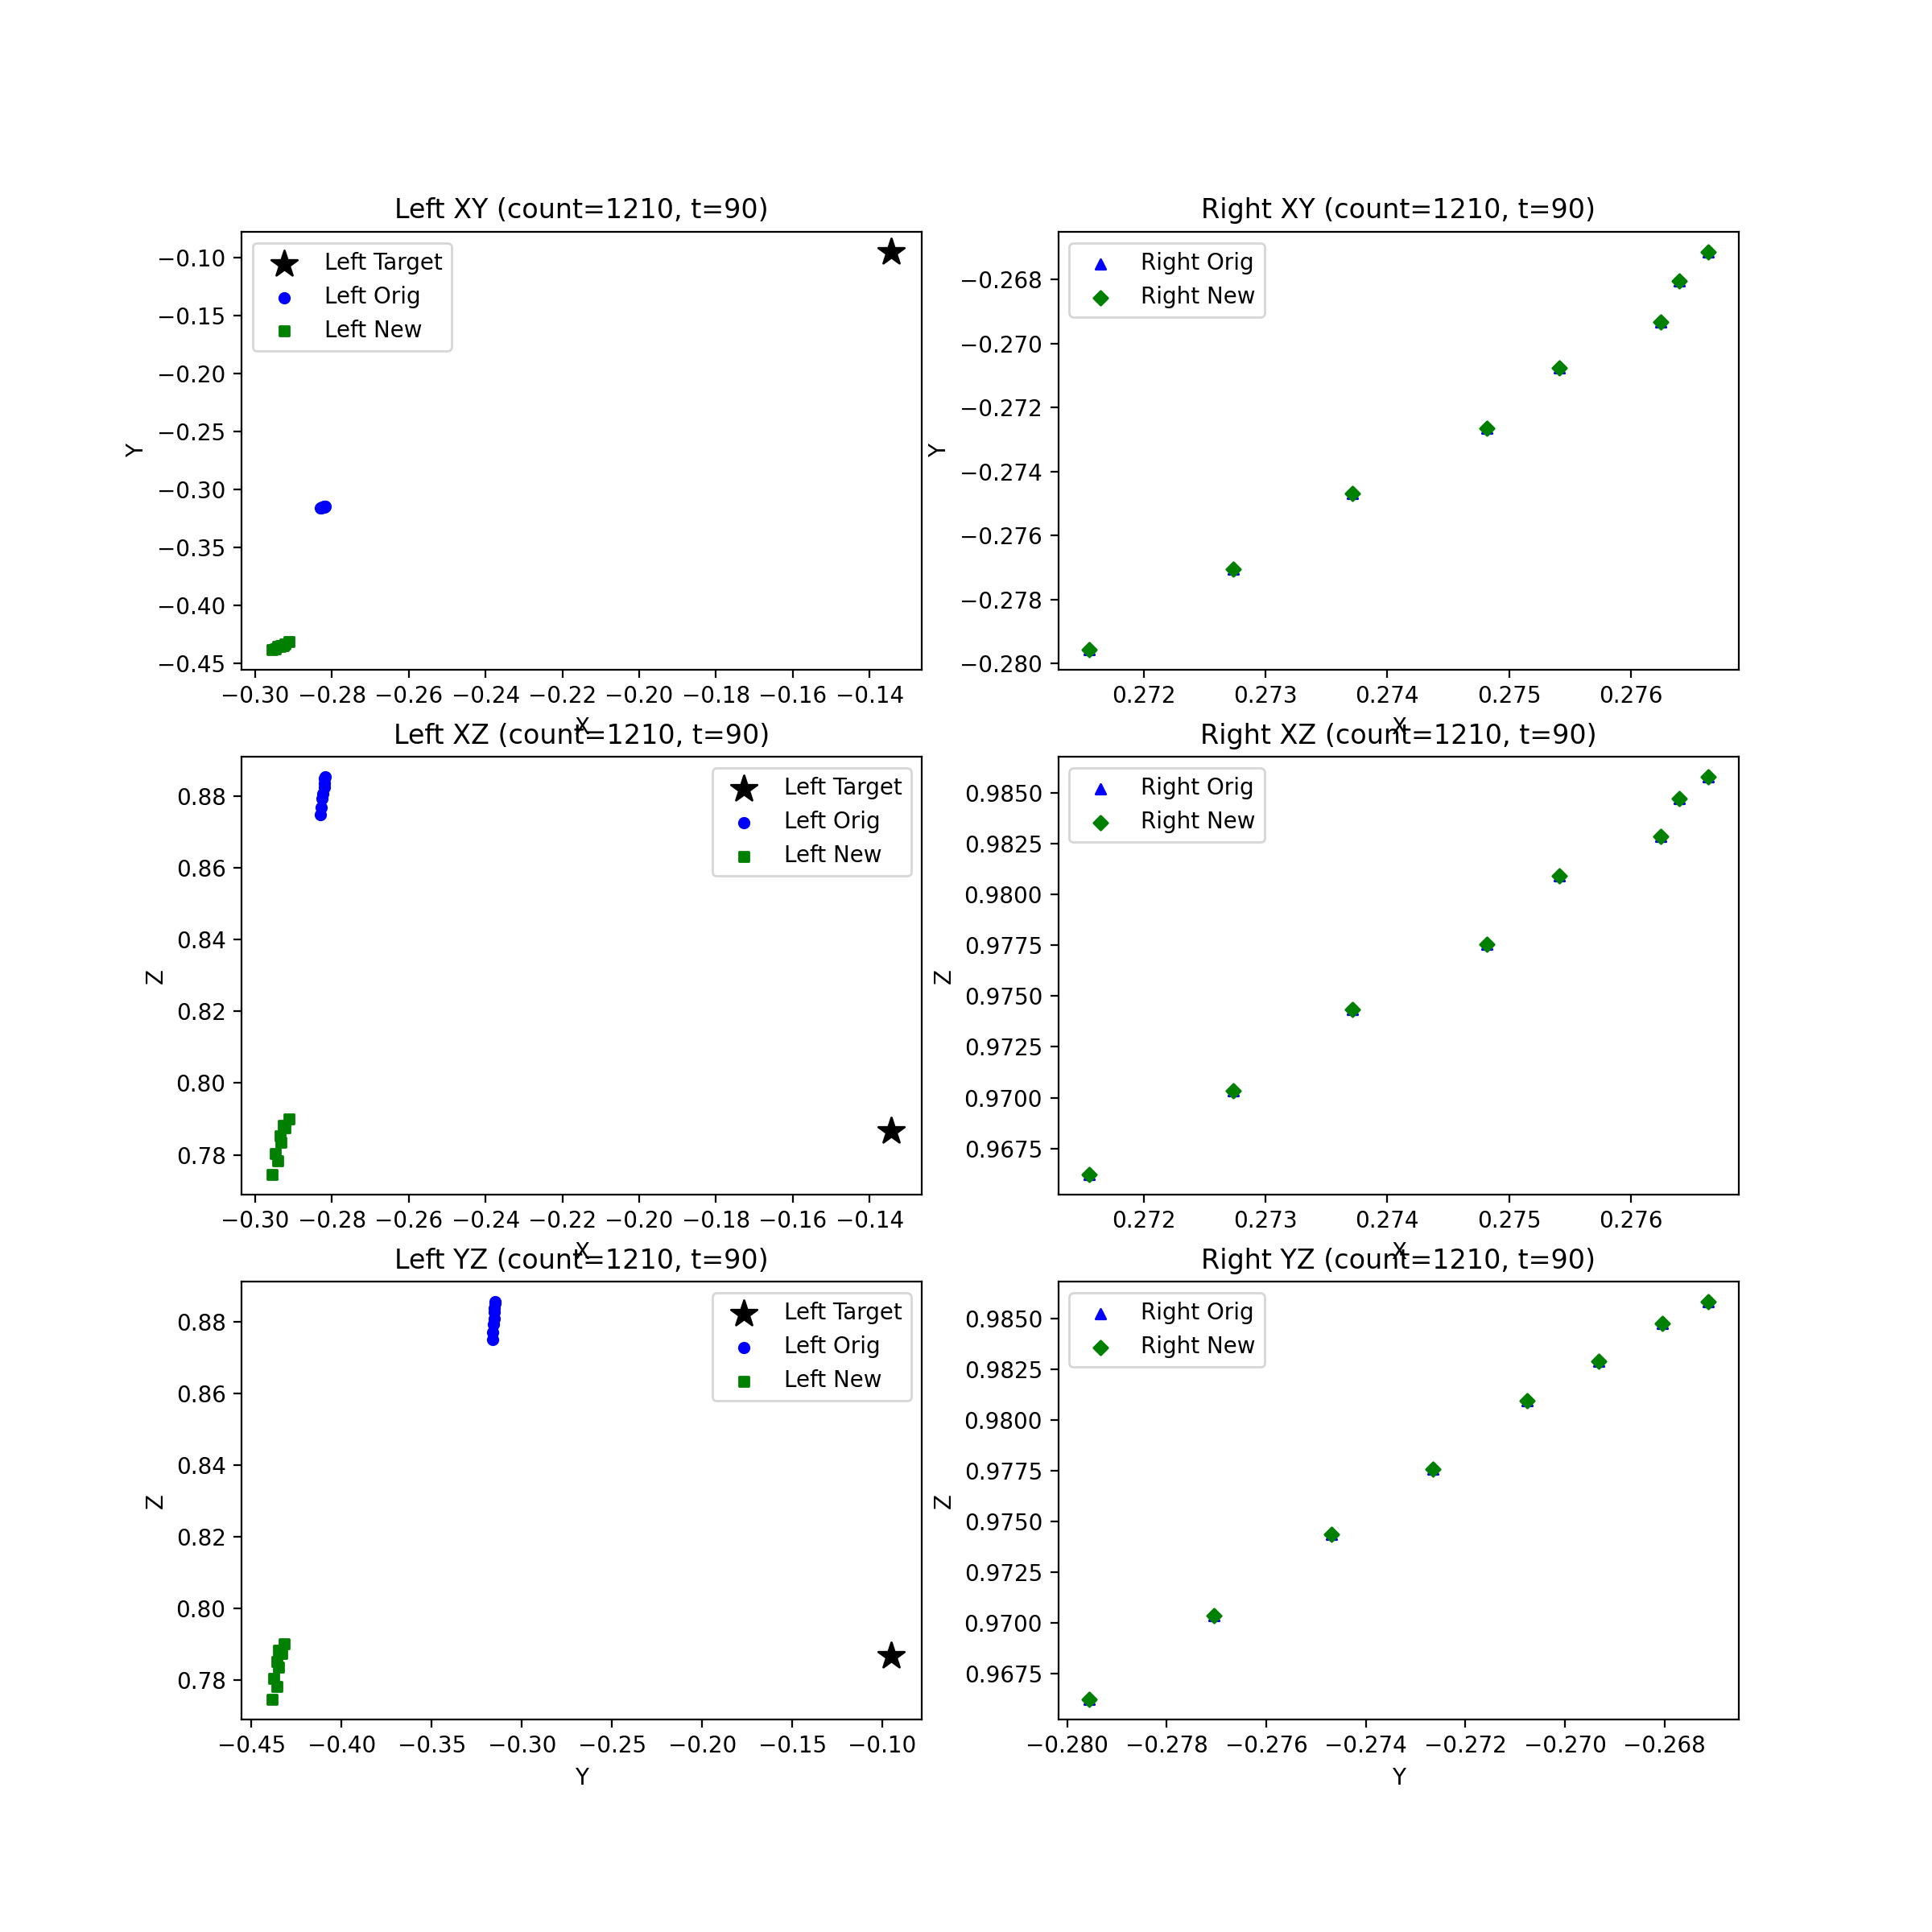 Left XY (count=1210, t=90)
Left Target
Left Orig
Left New
−0.10
−0.15
−0.20
−0.25
−0.30
−0.35
−0.40
−0.45
Y
−0.30 −0.28 −0.26 −0.24 −0.22 −0.20 −0.18 −0.16 −0.14
X
Right XY (count=1210, t=90)
Right Orig
Right New
−0.268
−0.270
−0.272
−0.274
−0.276
−0.278
−0.280
Y
0.272 0.273 0.274 0.275 0.276
X
Left XZ (count=1210, t=90)
Left Target
Left Orig
Left New
0.88
0.86
0.84
0.82
0.80
0.78
Z
−0.30 −0.28 −0.26 −0.24 −0.22 −0.20 −0.18 −0.16 −0.14
X
Right XZ (count=1210, t=90)
Right Orig
Right New
0.9850
0.9825
0.9800
0.9775
0.9750
0.9725
0.9700
0.9675
Z
0.272 0.273 0.274 0.275 0.276
X
Left YZ (count=1210, t=90)
Left Target
Left Orig
Left New
0.88
0.86
0.84
0.82
0.80
0.78
Z
−0.45 −0.40 −0.35 −0.30 −0.25 −0.20 −0.15 −0.10
Y
Right YZ (count=1210, t=90)
Right Orig
Right New
0.9850
0.9825
0.9800
0.9775
0.9750
0.9725
0.9700
0.9675
Z
−0.280 −0.278 −0.276 −0.274 −0.272 −0.270 −0.268
Y